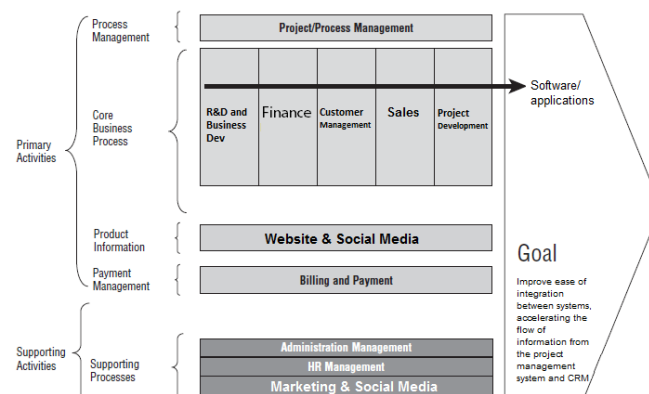 Process
Management
Project/Process Management
Core
Business
Process
R&D and
Business
Dev
Finance
Customer
Management
Sales
Project
Development
Software/
applications
Primary
Activities
Product
Information
Website & Social Media
Payment
Management
Billing and Payment
Goal
Improve ease of
integration
between systems,
accelerating the
flow of
information from
the project
management
system and CRM
Supporting
Activities
Supporting
Processes
Administration Management
HR Management
Marketing & Social Media